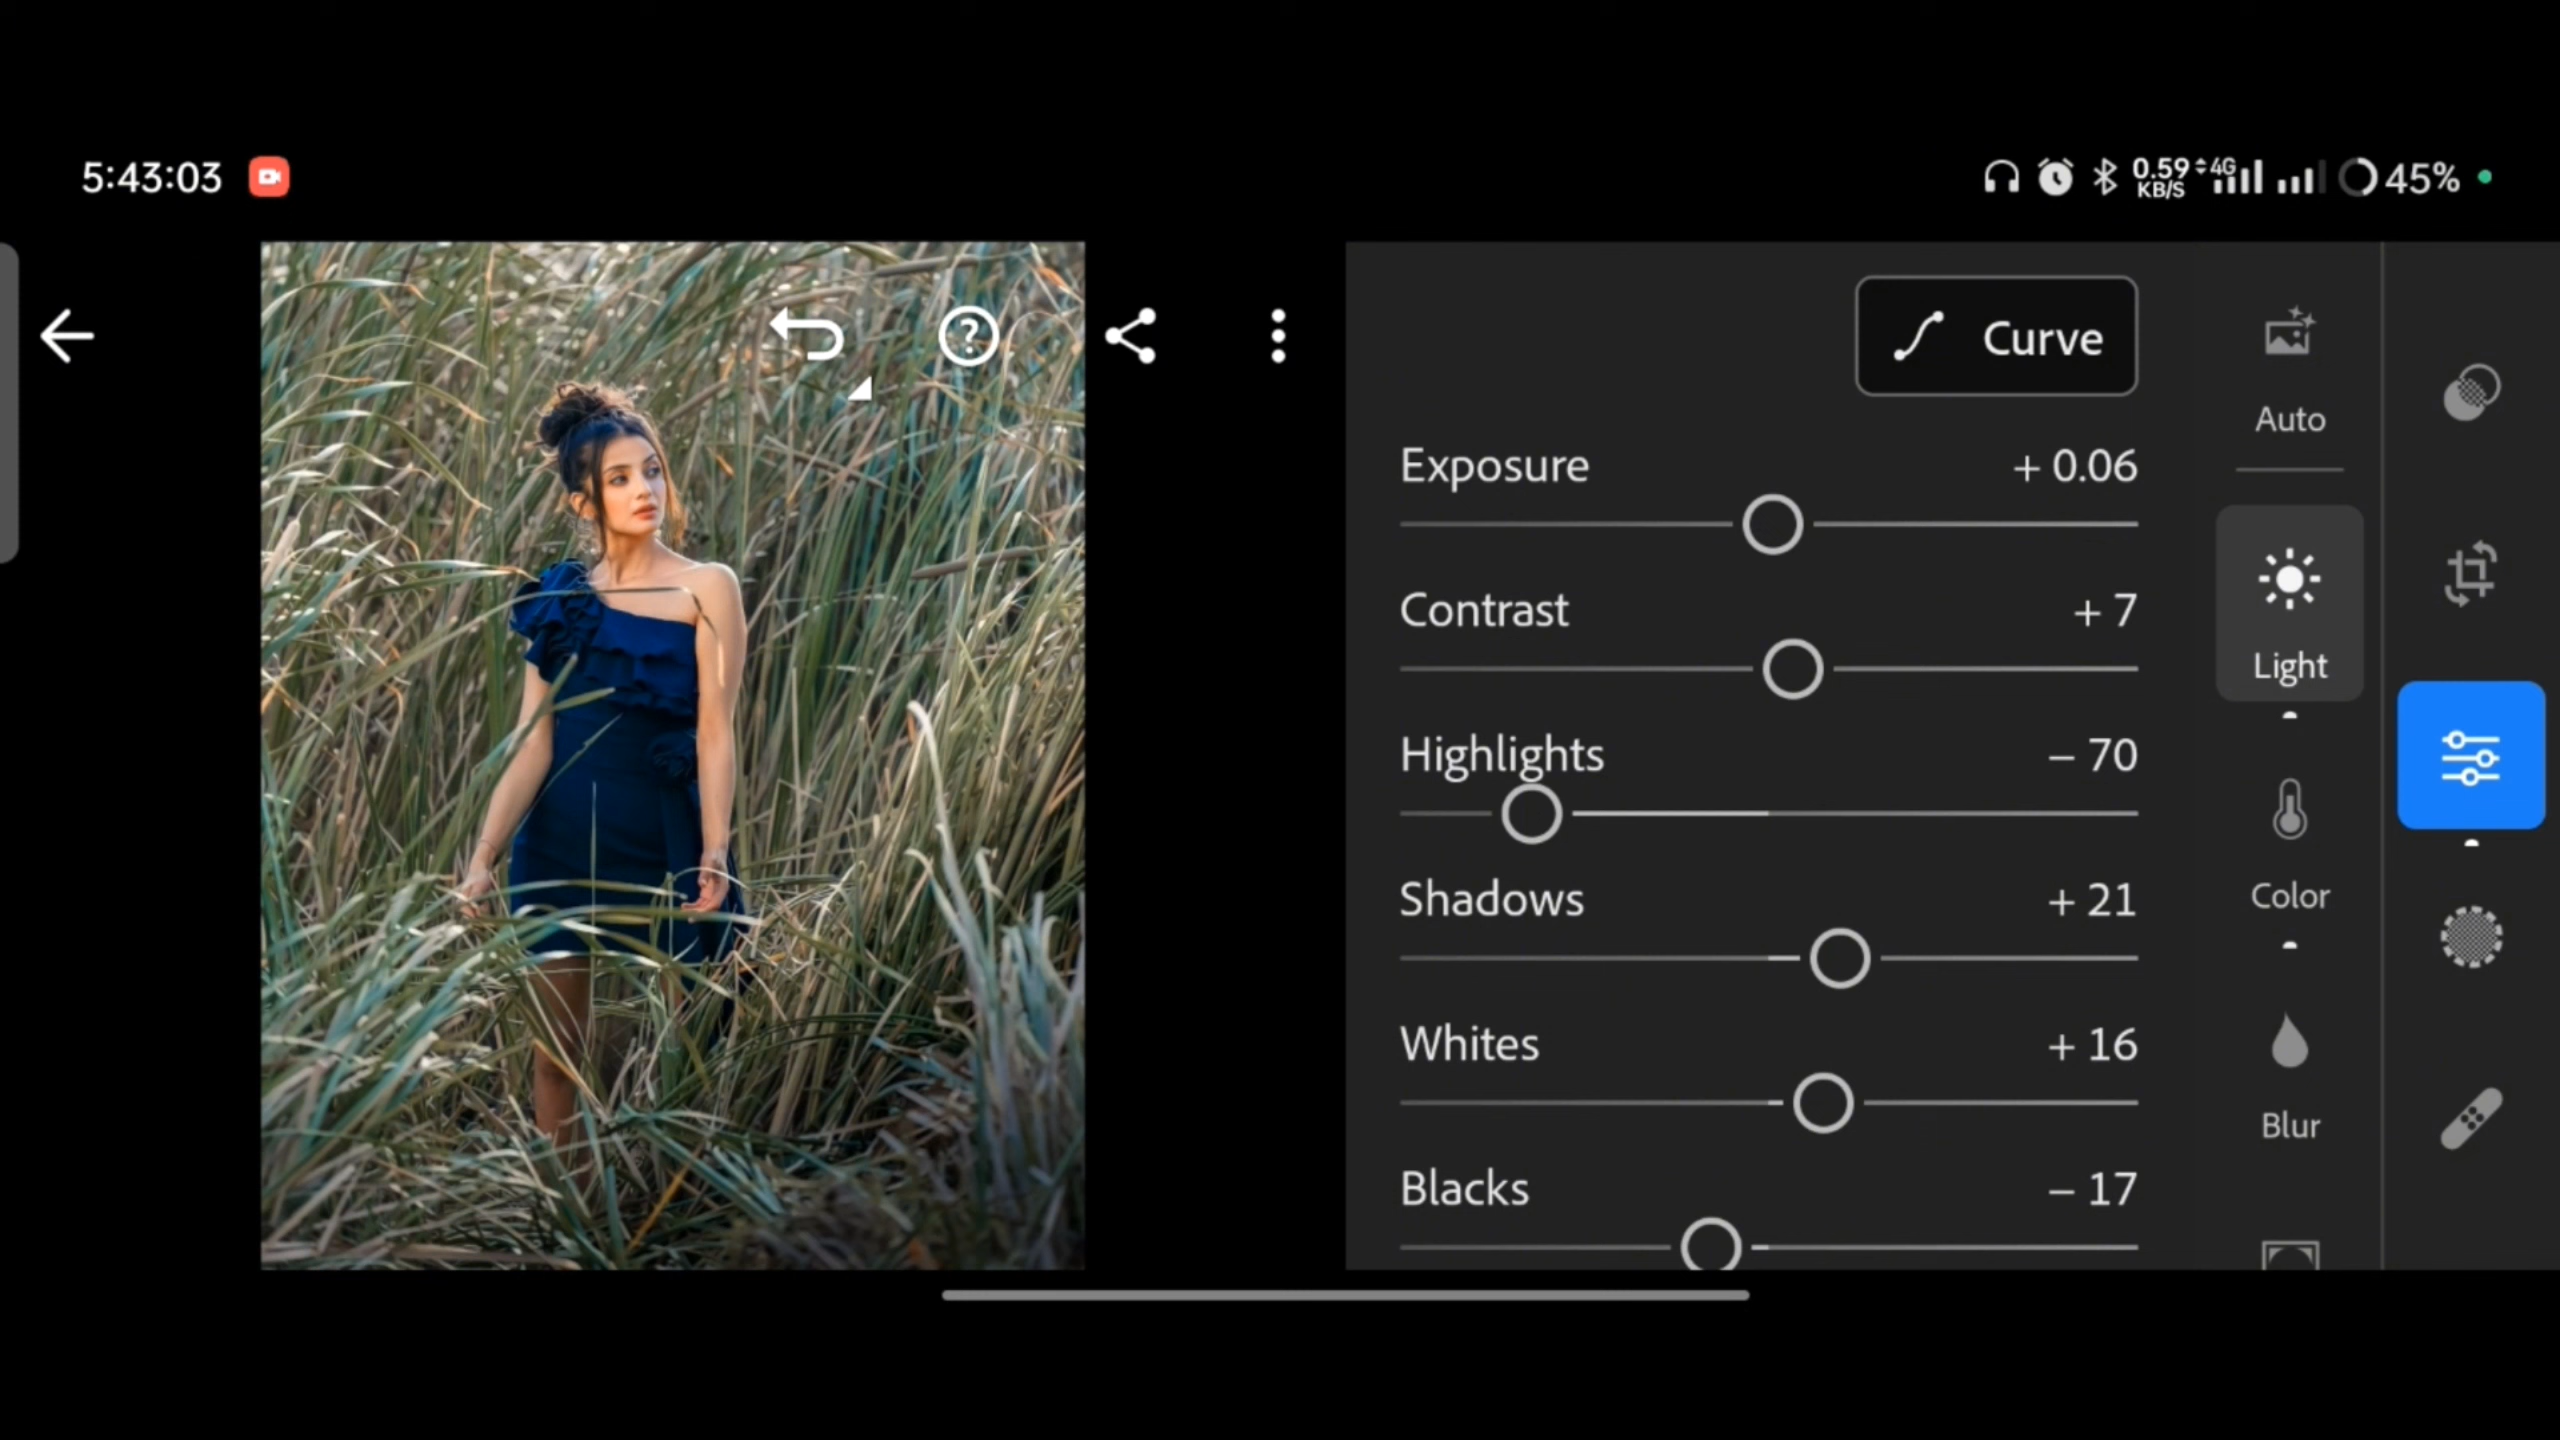 5:43:03
0.59 KB/S 4G 45%
Curve
Exposure + 0.06
Contrast + 7
Highlights – 70
Shadows + 21
Whites + 16
Blacks – 17
Auto
Light
Color
Blur